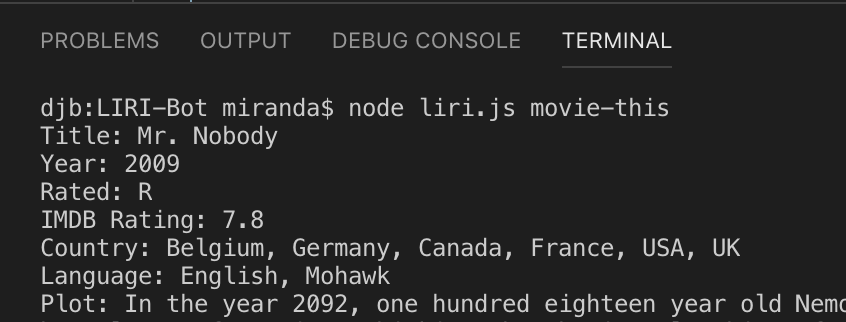 PROBLEMS OUTPUT DEBUG CONSOLE TERMINAL
djb:LIRI-Bot miranda$ node liri.js movie-this
Title: Mr. Nobody
Year: 2009
Rated: R
IMDB Rating: 7.8
Country: Belgium, Germany, Canada, France, USA, UK
Language: English, Mohawk
Plot: In the year 2092, one hundred eighteen year old Nemo